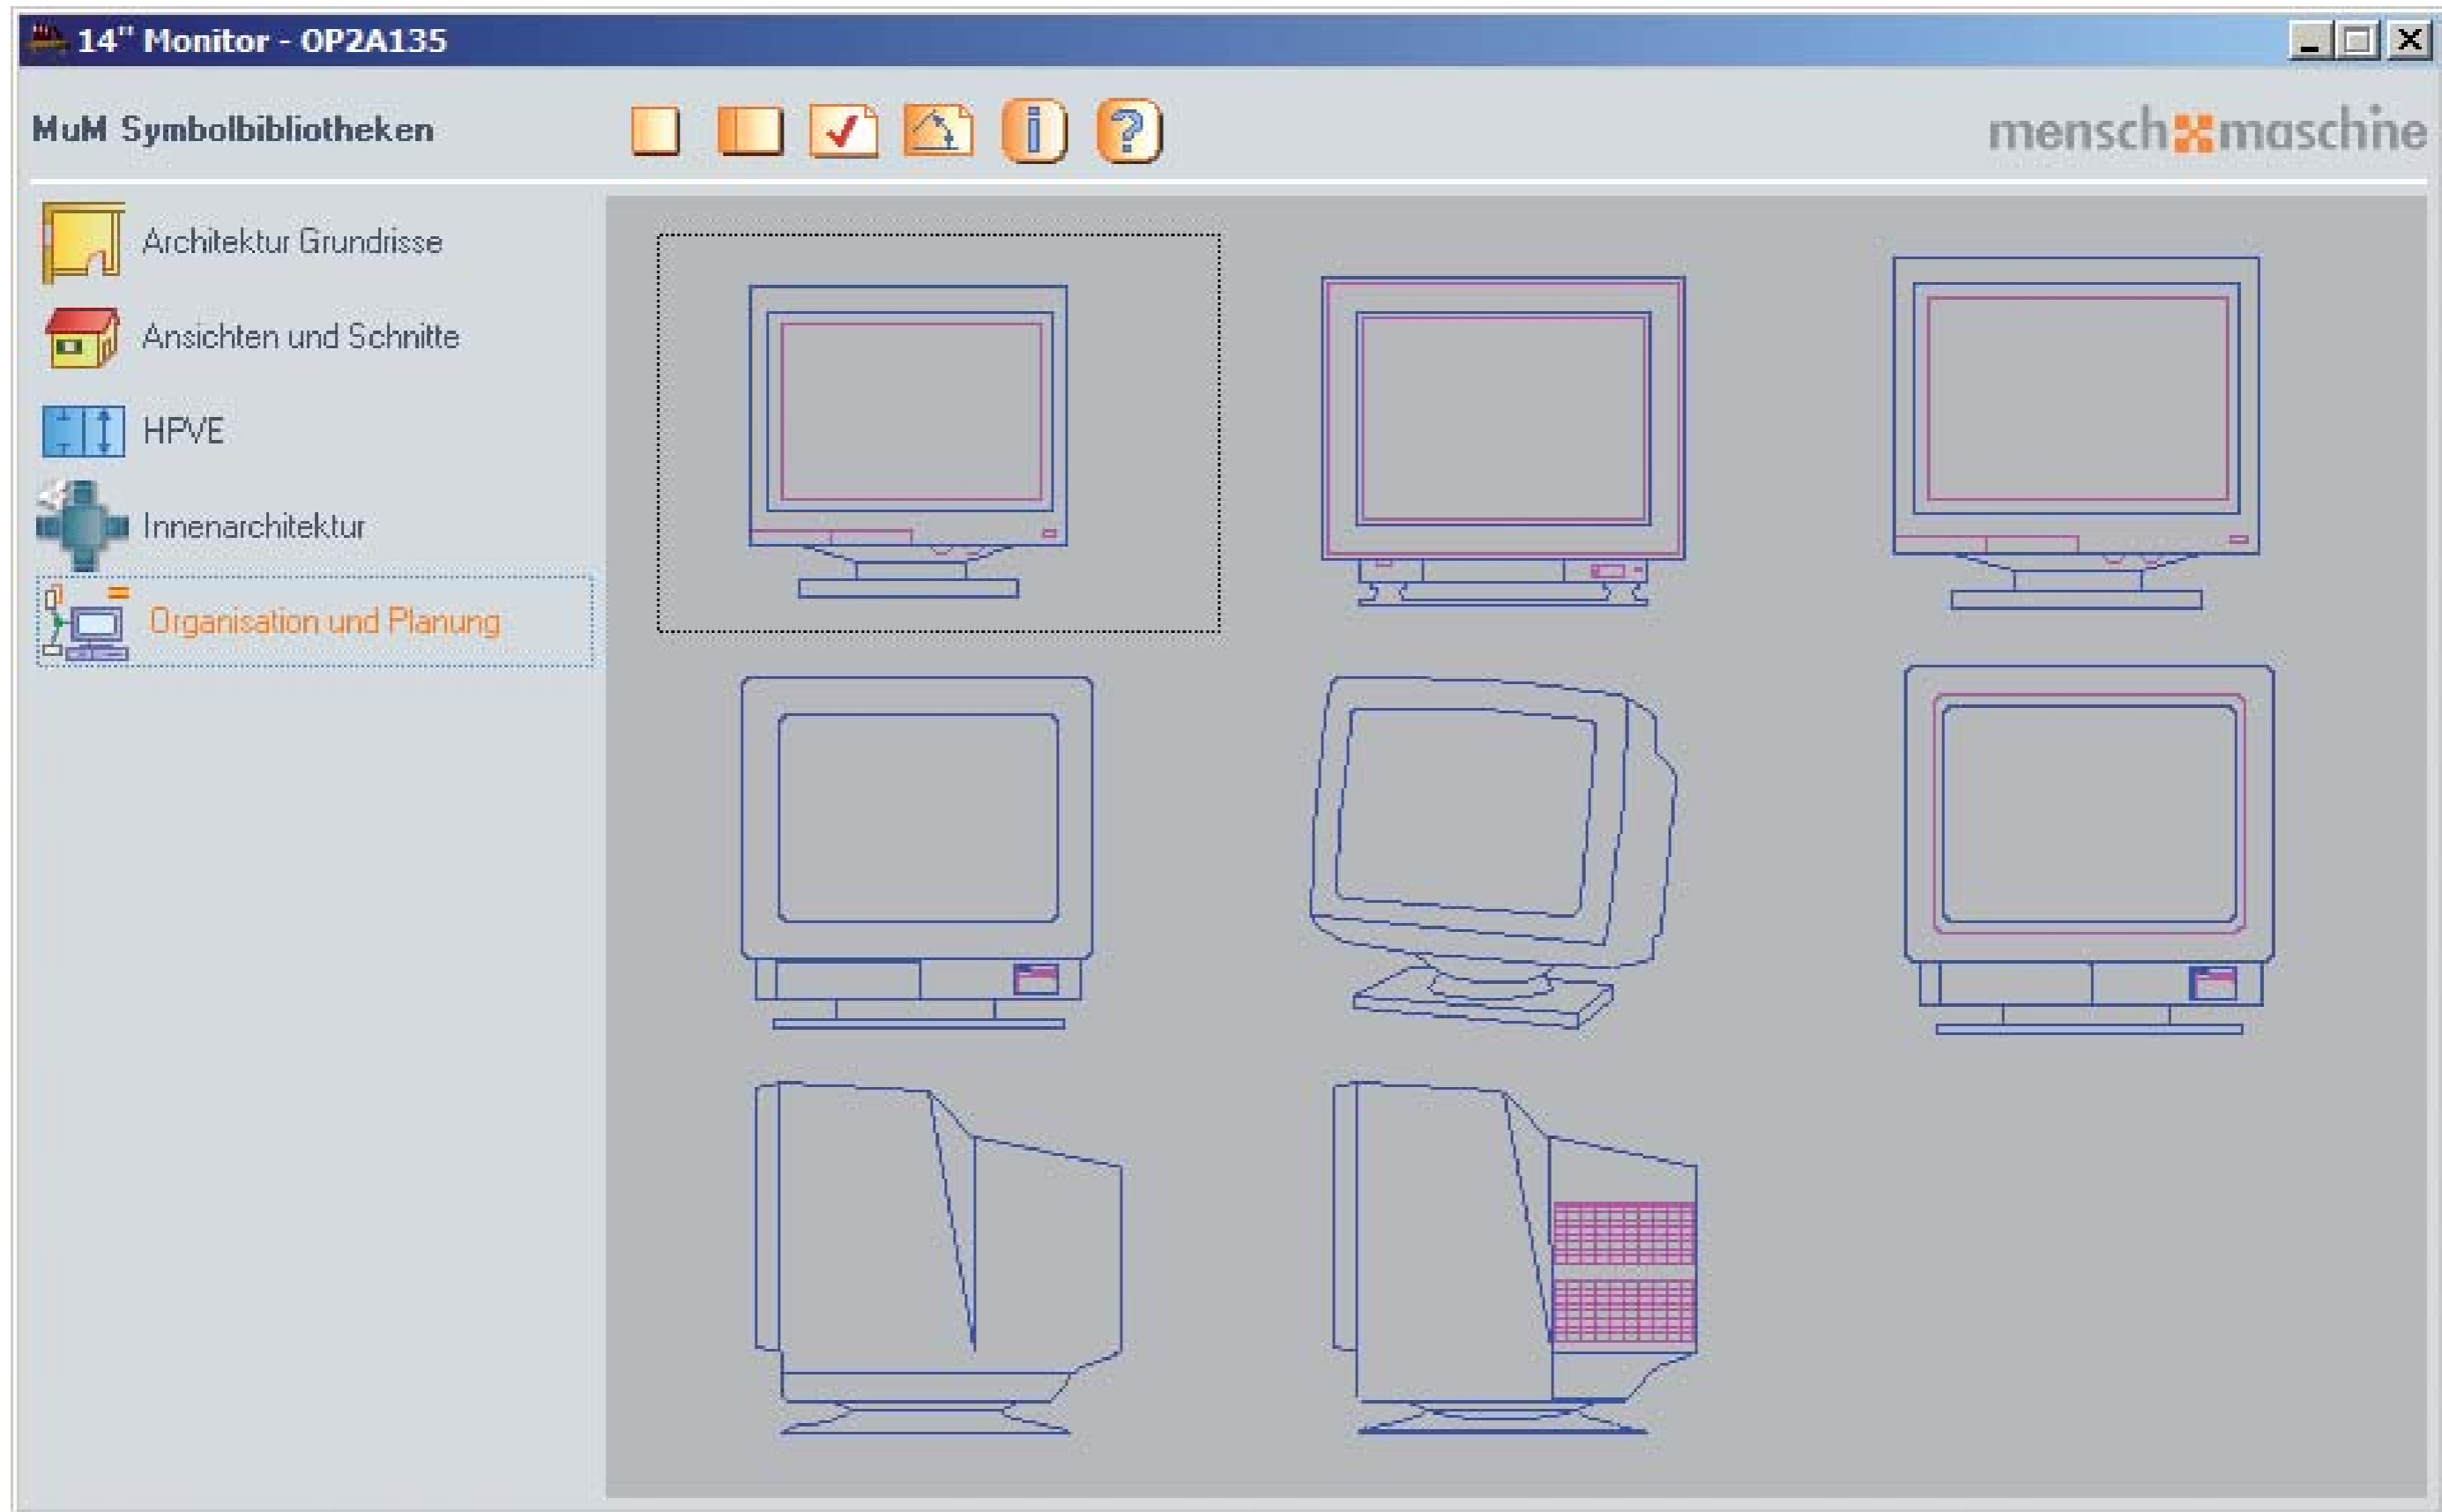 14" Monitor - OP2A135
MuM Symbolbibliotheken
mensch maschine
Architektur Grundrisse
Ansichten und Schnitte
HPVE
Innenarchitektur
Organisation und Planung